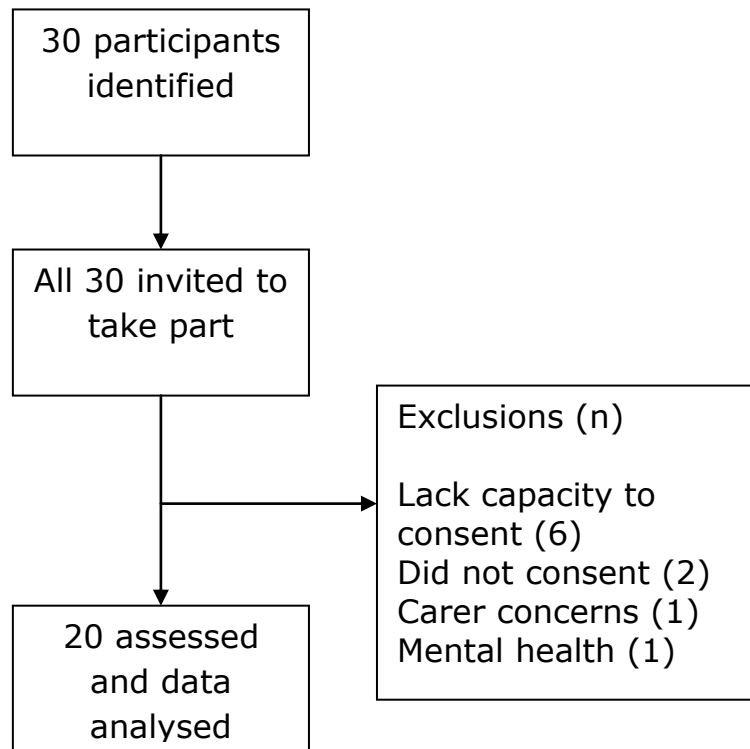 30 participants
identified
All 30 invited to
take part
Exclusions (n)
Lack capacity to
consent (6)
Did not consent (2)
Carer concerns (1)
Mental health (1)
20 assessed
and data
analysed